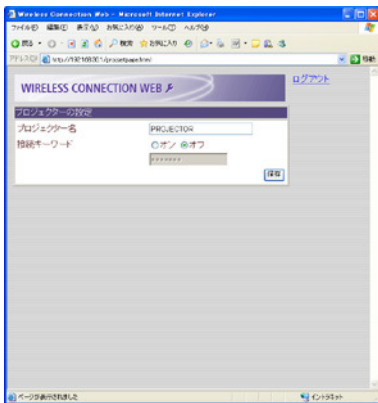 Wireless Connection Web - Microsoft Internet Explorer
ファイル(F) 編集(E) 表示(V) お気に入り(A) ツール(T) ヘルプ(H)
戻る 検索 お気に入り
アドレス(D) 移動
ログアウト
WIRELESS CONNECTION WEB
プロジェクターの設定
プロジェクター名 PROJECTOR
接続キーワード オン オフ
*******
保存
ページが表示されました インターネット